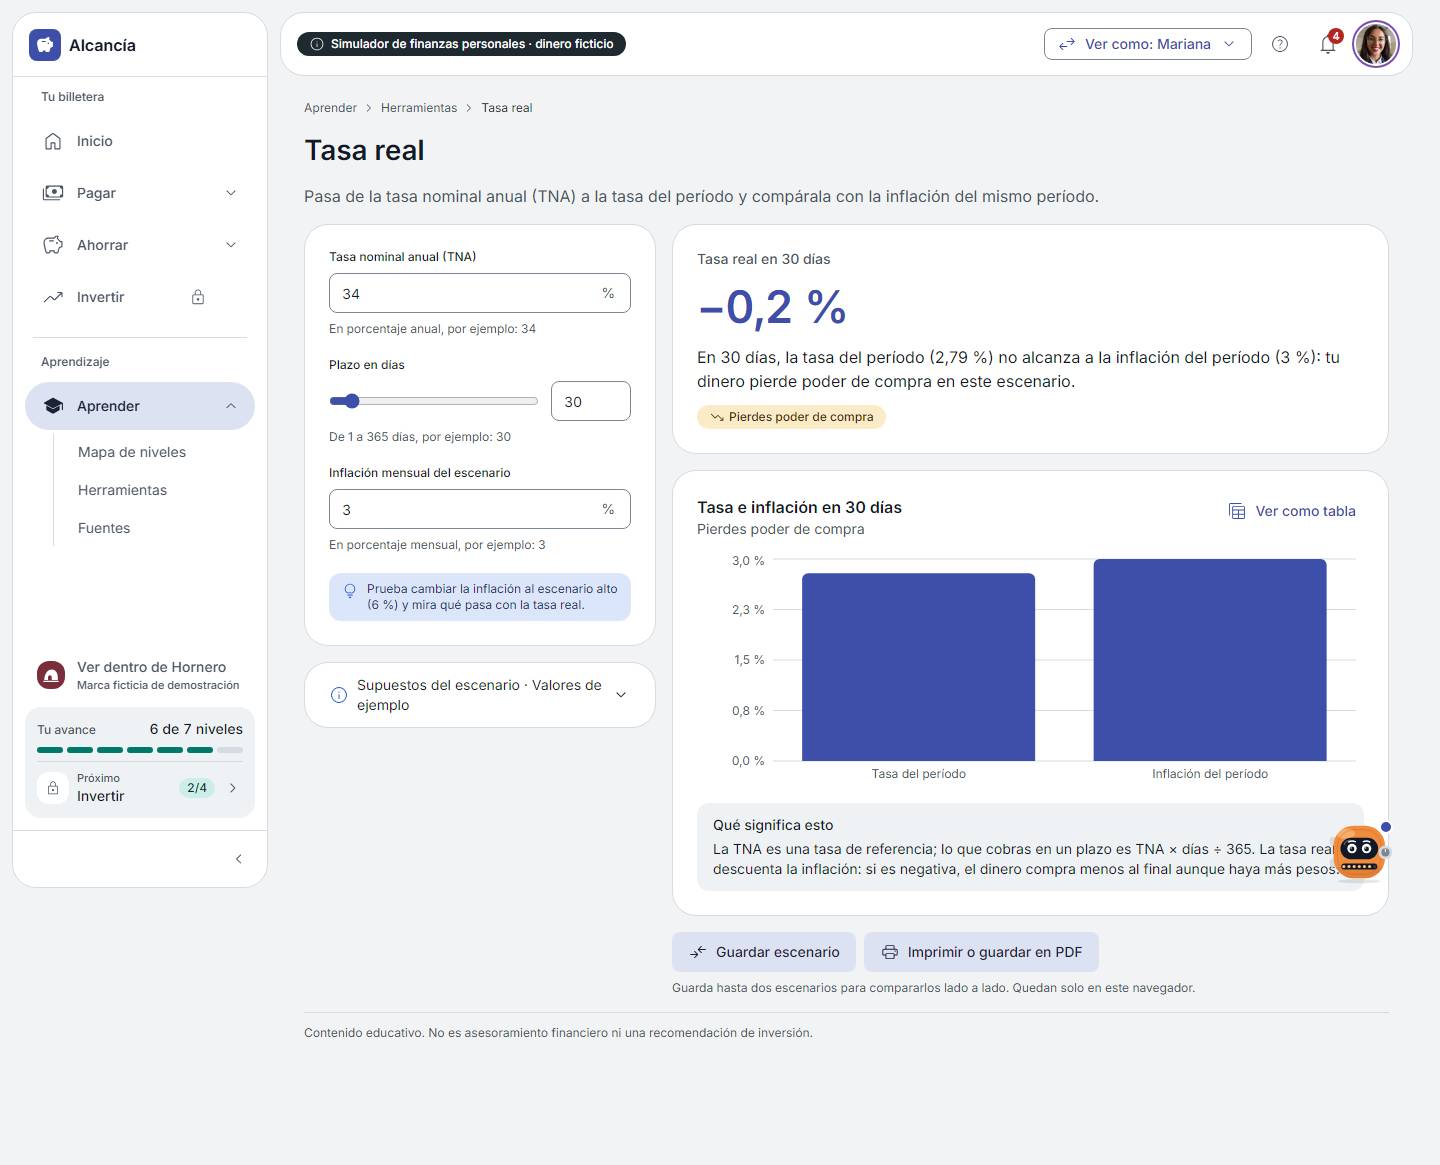 Alcancía
Simulador de finanzas personales · dinero ficticio
Ver como: Mariana
4
Tu billetera
Inicio
Pagar
Ahorrar
Invertir
Aprendizaje
Aprender
Mapa de niveles
Herramientas
Fuentes
Ver dentro de Hornero
Marca ficticia de demostración
Tu avance
6 de 7 niveles
Próximo
Invertir
2/4
Aprender > Herramientas > Tasa real
Tasa real
Pasa de la tasa nominal anual (TNA) a la tasa del período y compárala con la inflación del mismo período.
Tasa nominal anual (TNA)
34 %
En porcentaje anual, por ejemplo: 34
Plazo en días
30
De 1 a 365 días, por ejemplo: 30
Inflación mensual del escenario
3 %
En porcentaje mensual, por ejemplo: 3
Prueba cambiar la inflación al escenario alto
(6 %) y mira qué pasa con la tasa real.
Supuestos del escenario · Valores de
ejemplo
Tasa real en 30 días
−0,2 %
En 30 días, la tasa del período (2,79 %) no alcanza a la inflación del período (3 %): tu
dinero pierde poder de compra en este escenario.
Pierdes poder de compra
Tasa e inflación en 30 días
Pierdes poder de compra
Ver como tabla
3,0 %
2,3 %
1,5 %
0,8 %
0,0 %
Tasa del período
Inflación del período
Qué significa esto
La TNA es una tasa de referencia; lo que cobras en un plazo es TNA × días ÷ 365. La tasa real
descuenta la inflación: si es negativa, el dinero compra menos al final aunque haya más pesos.
Guardar escenario
Imprimir o guardar en PDF
Guarda hasta dos escenarios para compararlos lado a lado. Quedan solo en este navegador.
Contenido educativo. No es asesoramiento financiero ni una recomendación de inversión.